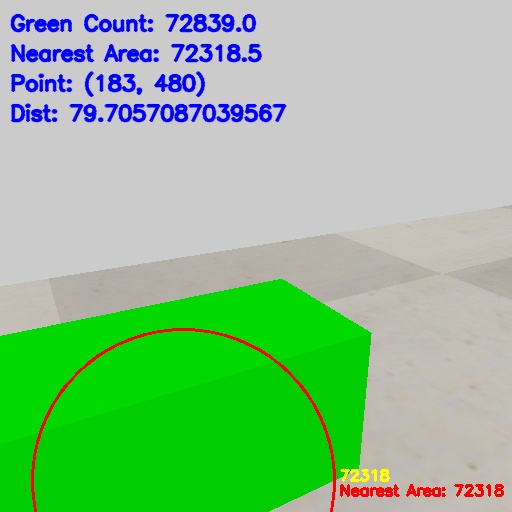 Green Count: 72839.0
Nearest Area: 72318.5
Point: (183, 480)
Dist: 79.7057087039567
72318
Nearest Area: 72318